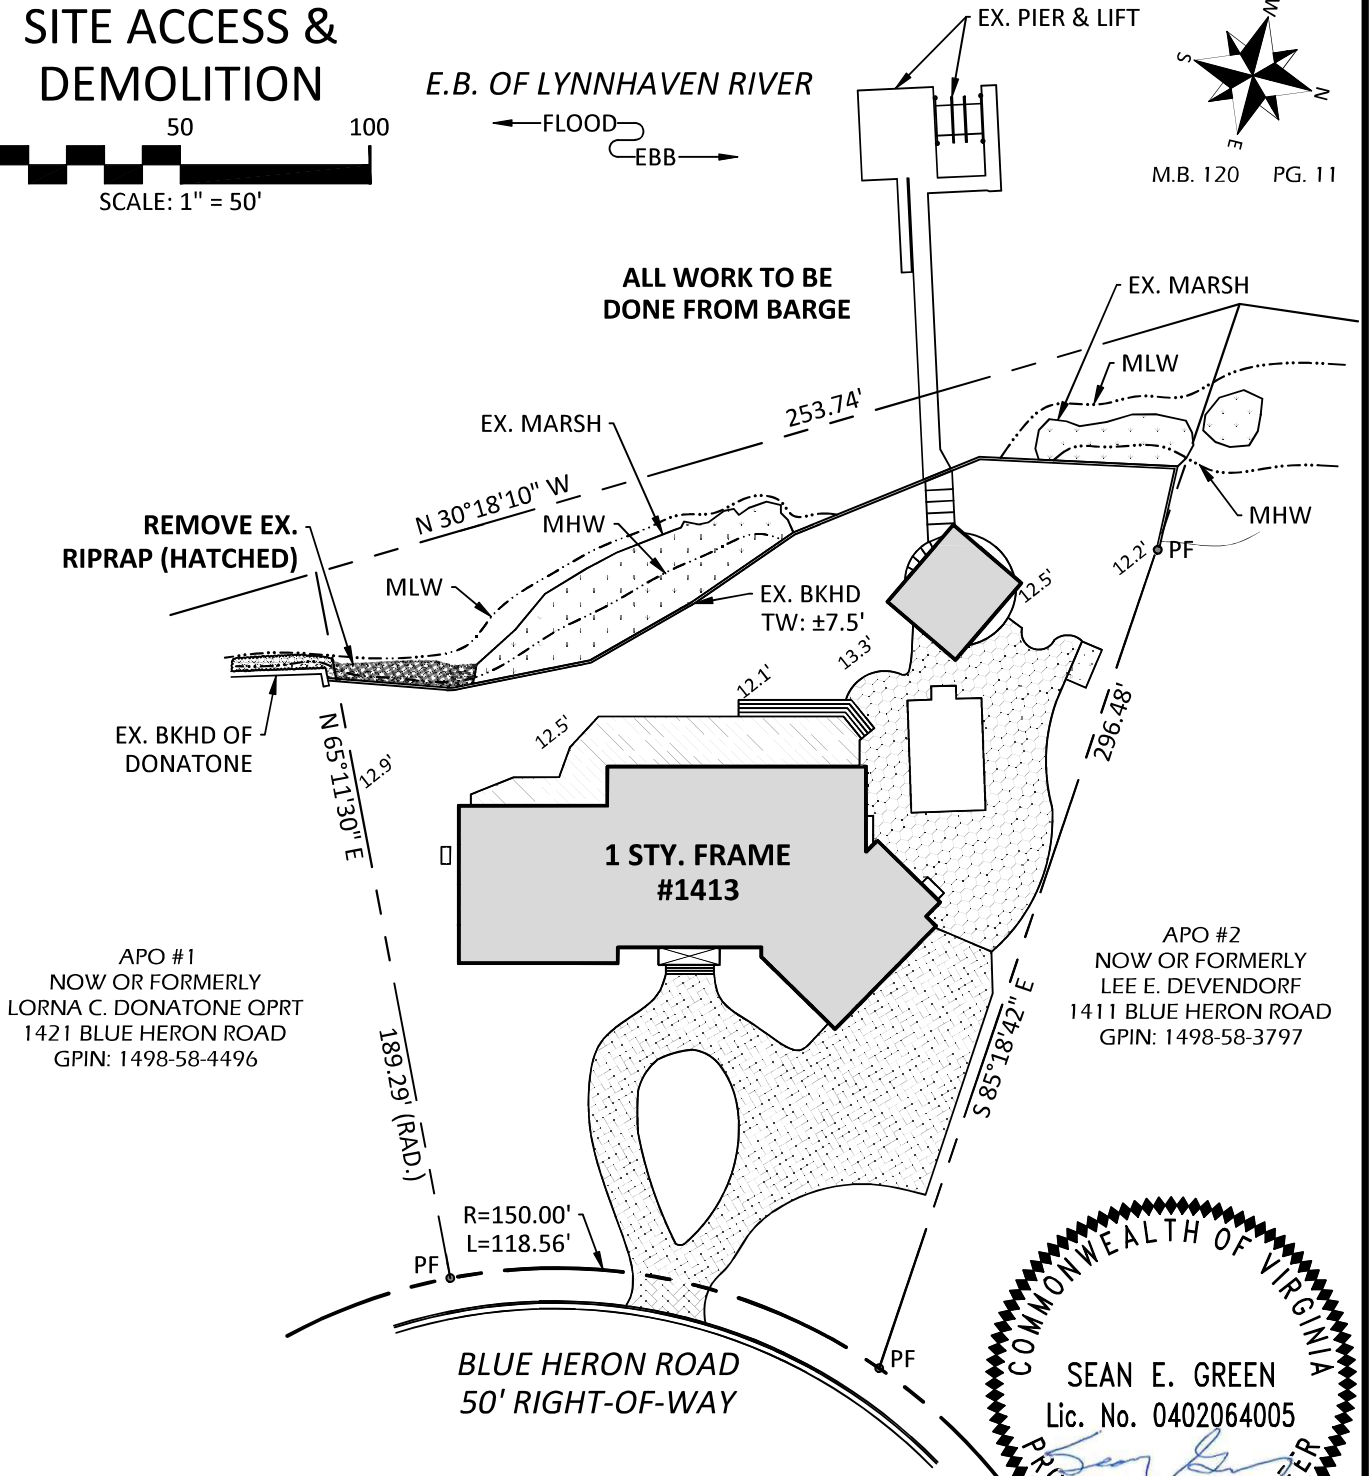 SITE ACCESS &
DEMOLITION
50
100
SCALE: 1" = 50'
E.B. OF LYNNHAVEN RIVER
FLOOD
EBB
EX. PIER & LIFT
W
S
N
E
M.B. 120 PG. 11
ALL WORK TO BE
DONE FROM BARGE
EX. MARSH
MLW
253.74'
EX. MARSH
N 30°18'10" W
MHW
MHW
REMOVE EX.
RIPRAP (HATCHED)
MLW
EX. BKHD
TW: ±7.5'
12.5'
12.2'
PF
13.3'
12.1'
12.5'
EX. BKHD OF
DONATONE
N 65°11'30" E
12.9'
296.48'
1 STY. FRAME
#1413
APO #1
NOW OR FORMERLY
LORNA C. DONATONE QPRT
1421 BLUE HERON ROAD
GPIN: 1498-58-4496
APO #2
NOW OR FORMERLY
LEE E. DEVENDORF
1411 BLUE HERON ROAD
GPIN: 1498-58-3797
189.29' (RAD.)
S 85°18'42" E
R=150.00'
L=118.56'
PF
PF
BLUE HERON ROAD
50' RIGHT-OF-WAY
COMMONWEALTH OF VIRGINIA
SEAN E. GREEN
Lic. No. 0402064005
Sean